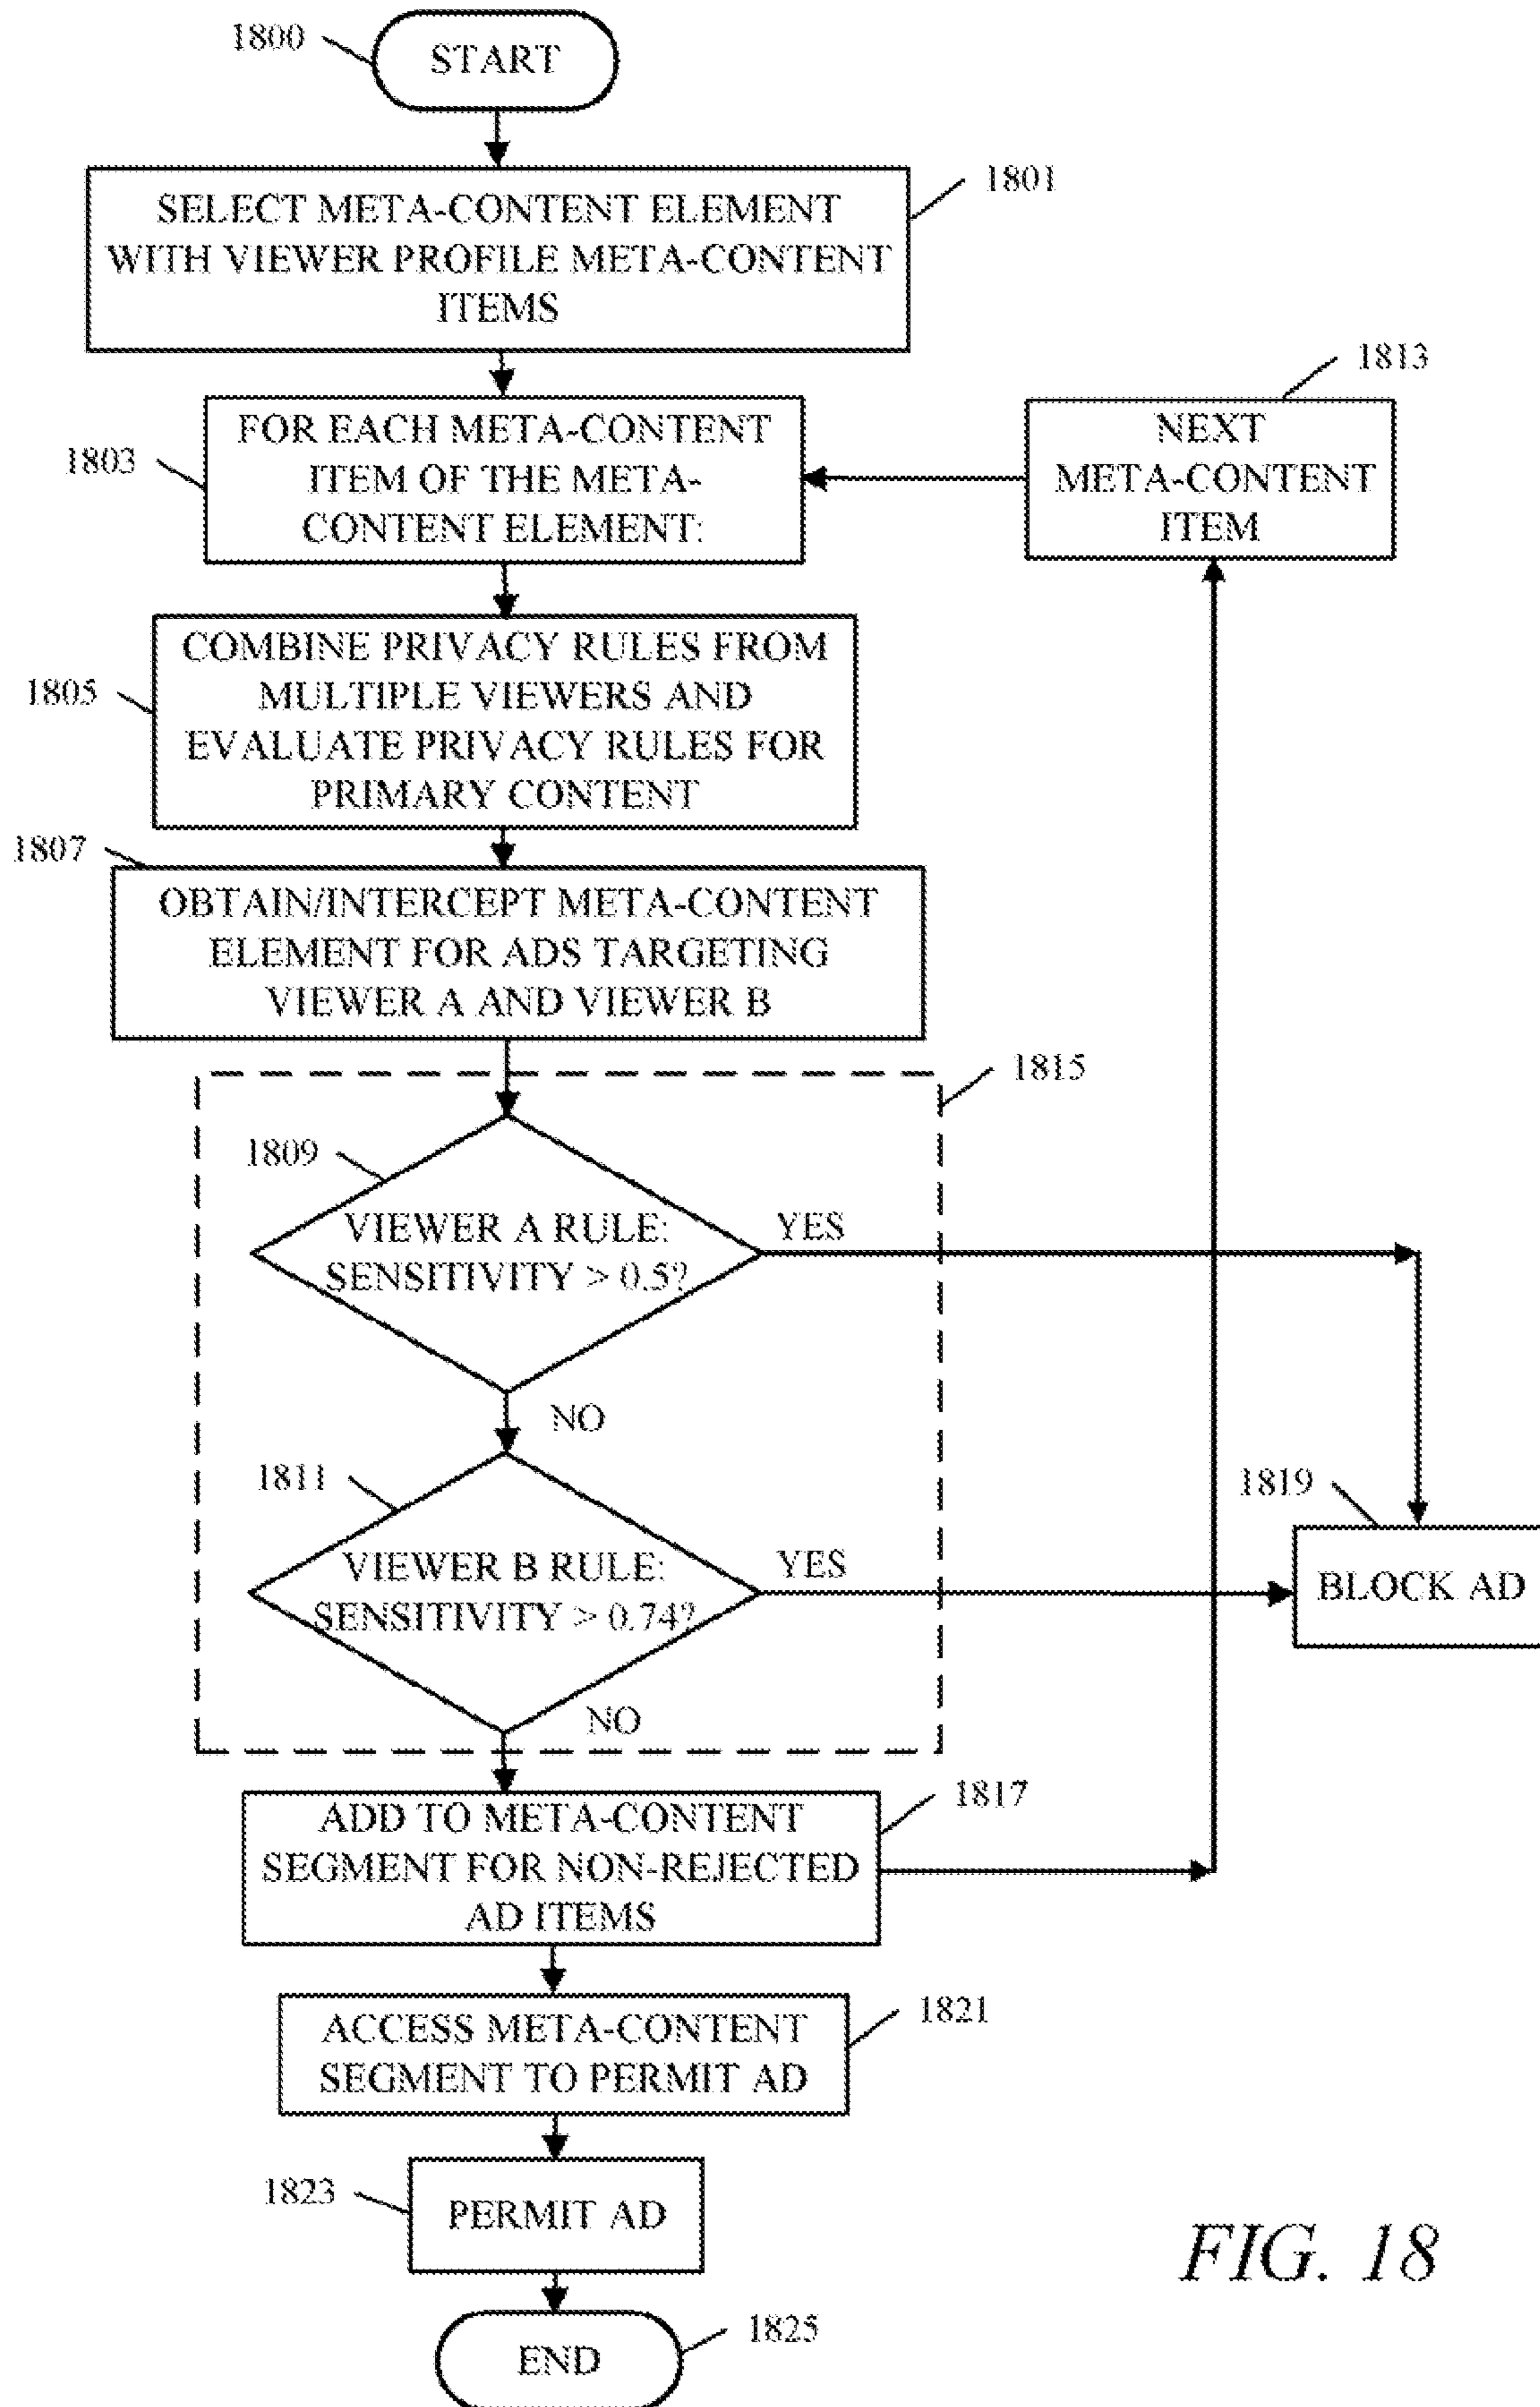 1800
START
1801
SELECT META-CONTENT ELEMENT
WITH VIEWER PROFILE META-CONTENT
ITEMS
1803
FOR EACH META-CONTENT
ITEM OF THE META-
CONTENT ELEMENT:
1813
NEXT
META-CONTENT
ITEM
1805
COMBINE PRIVACY RULES FROM
MULTIPLE VIEWERS AND
EVALUATE PRIVACY RULES FOR
PRIMARY CONTENT
1807
OBTAIN/INTERCEPT META-CONTENT
ELEMENT FOR ADS TARGETING
VIEWER A AND VIEWER B
1815
1809
VIEWER A RULE:
SENSITIVITY > 0.5?
YES
NO
1811
VIEWER B RULE:
SENSITIVITY > 0.74?
YES
NO
1819
BLOCK AD
1817
ADD TO META-CONTENT
SEGMENT FOR NON-REJECTED
AD ITEMS
1821
ACCESS META-CONTENT
SEGMENT TO PERMIT AD
1823
PERMIT AD
1825
END
FIG. 18